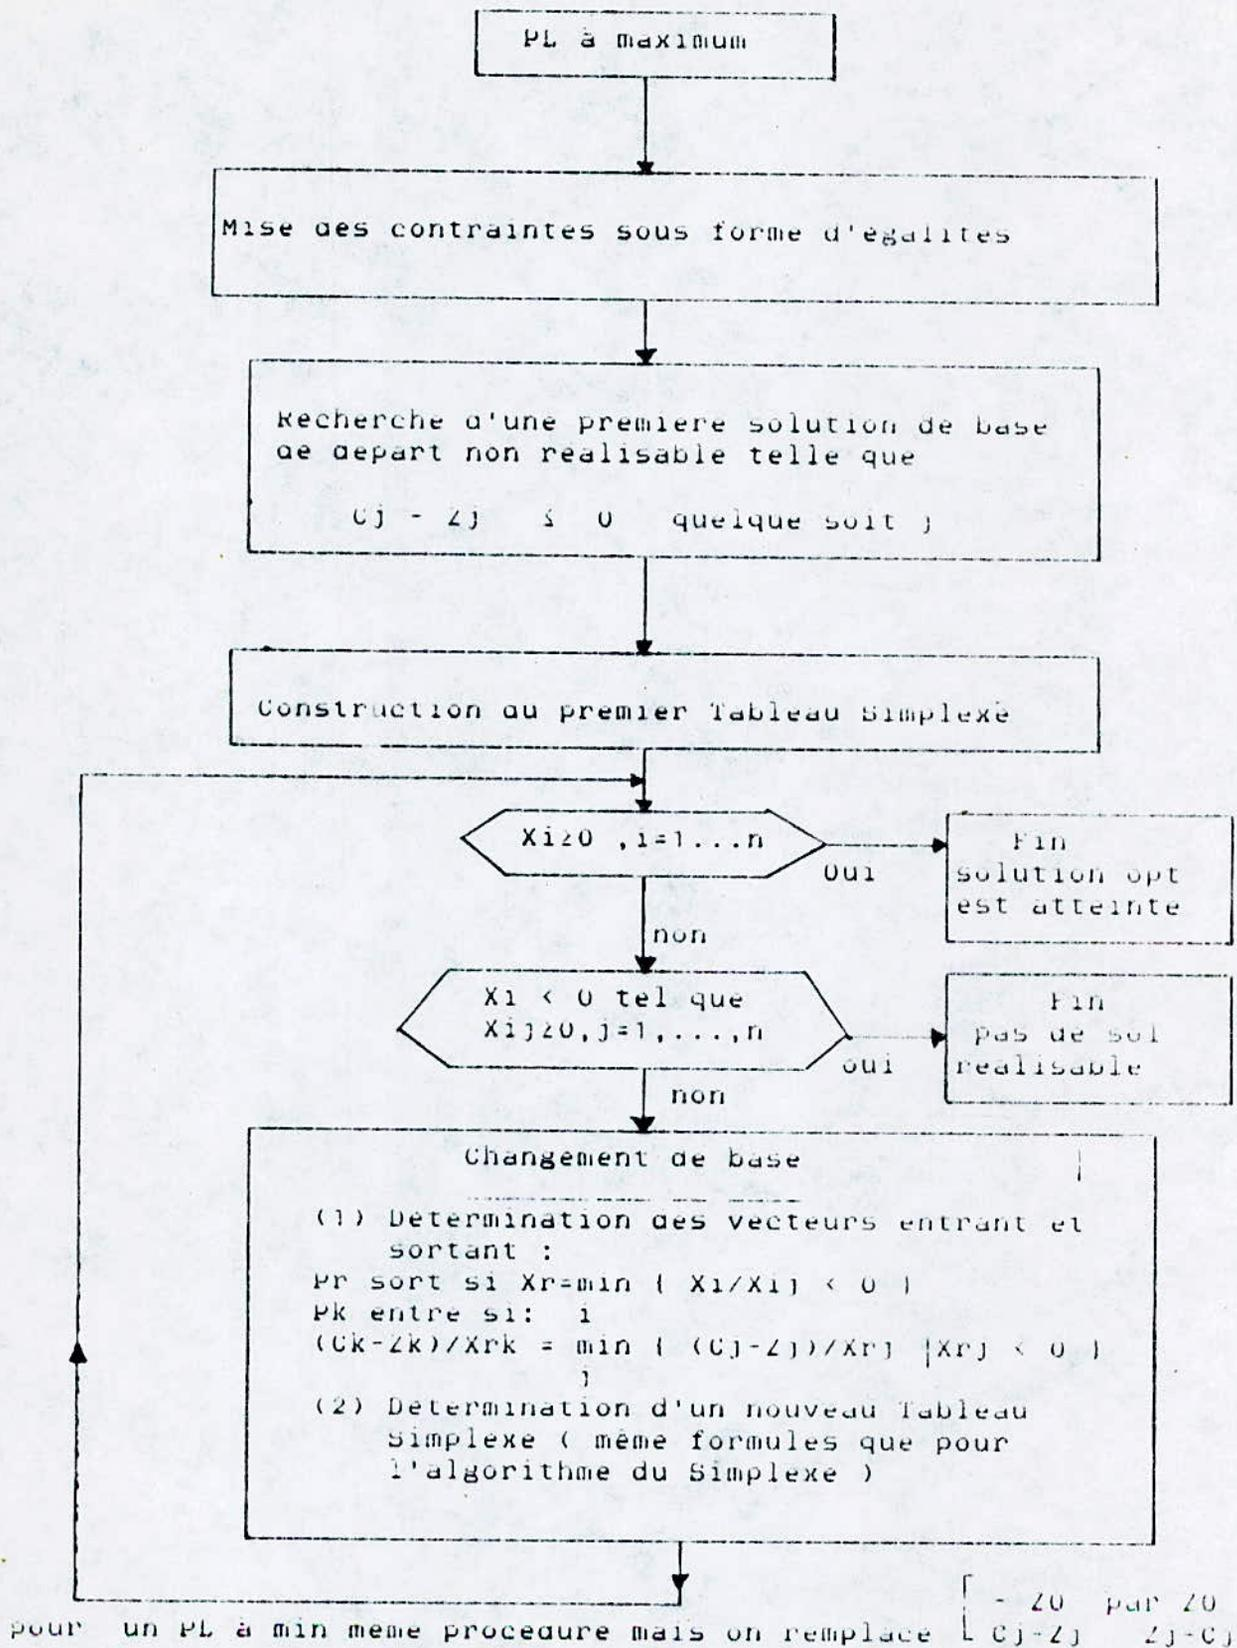 PL à maximum
Mise des contraintes sous forme d'égalités
Recherche d'une première solution de base
de depart non realisable telle que
Cj - Zj ≤ 0 quelque soit j
Construction du premier Tableau Simplexe
Xi≥0 ,i=1...n
Oui
Fin
solution opt
est atteinte
non
Xi < 0 tel que
Xij≥0,j=1,...,n
oui
Fin
pas de sol
realisable
non
Changement de base
(1) Détermination des vecteurs entrant et
sortant :
Pr sort si Xr=min { Xi/Xij < 0 }
Pk entre si: i
(Ck-Zk)/Xrk = min { (Cj-Zj)/Xrj |Xrj < 0 }
j
(2) Détermination d'un nouveau Tableau
Simplexe ( même formules que pour
l'algorithme du Simplexe )
pour un PL à min meme procedure mais on remplace [ - Z0 par Z0
Cj-Zj Zj-Cj